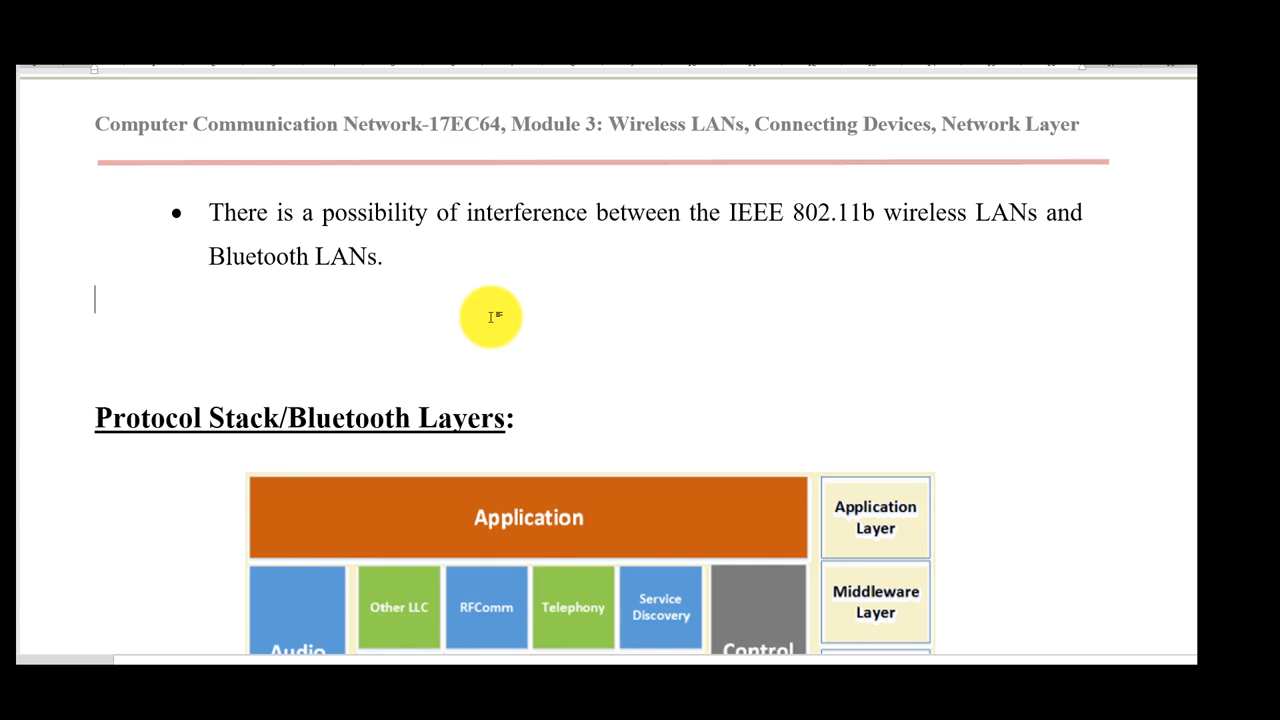 Computer Communication Network-17EC64, Module 3: Wireless LANs, Connecting Devices, Network Layer
• There is a possibility of interference between the IEEE 802.11b wireless LANs and
Bluetooth LANs.
Protocol Stack/Bluetooth Layers:
Application
Application
Layer
Other LLC
RFComm
Telephony
Service
Discovery
Middleware
Layer
Audio
Control